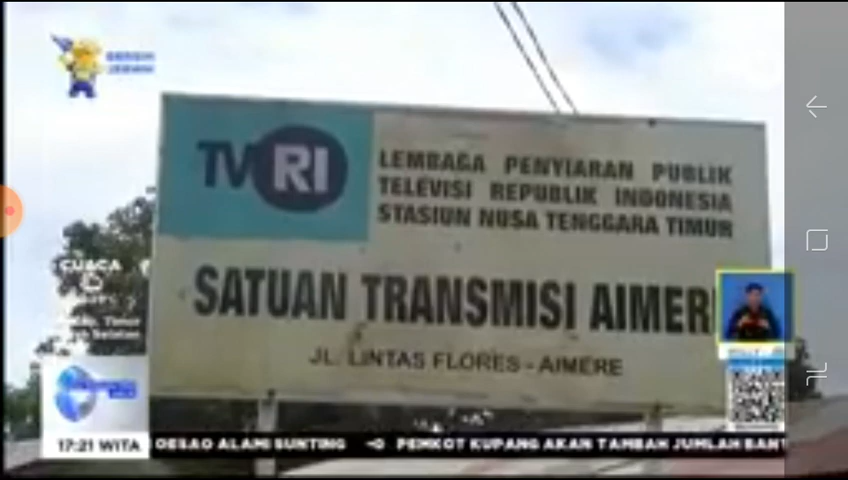 TVRI
LEMBAGA PENYIARAN PUBLIK
TELEVISI REPUBLIK INDONESIA
STASIUN NUSA TENGGARA TIMUR
SATUAN TRANSMISI AIMERE
JL. LINTAS FLORES - AIMERE
CUACA
17:21 WITA
DESAO ALAMI SUNTING PEMKOT KUPANG AKAN TAMBAH JUMLAH